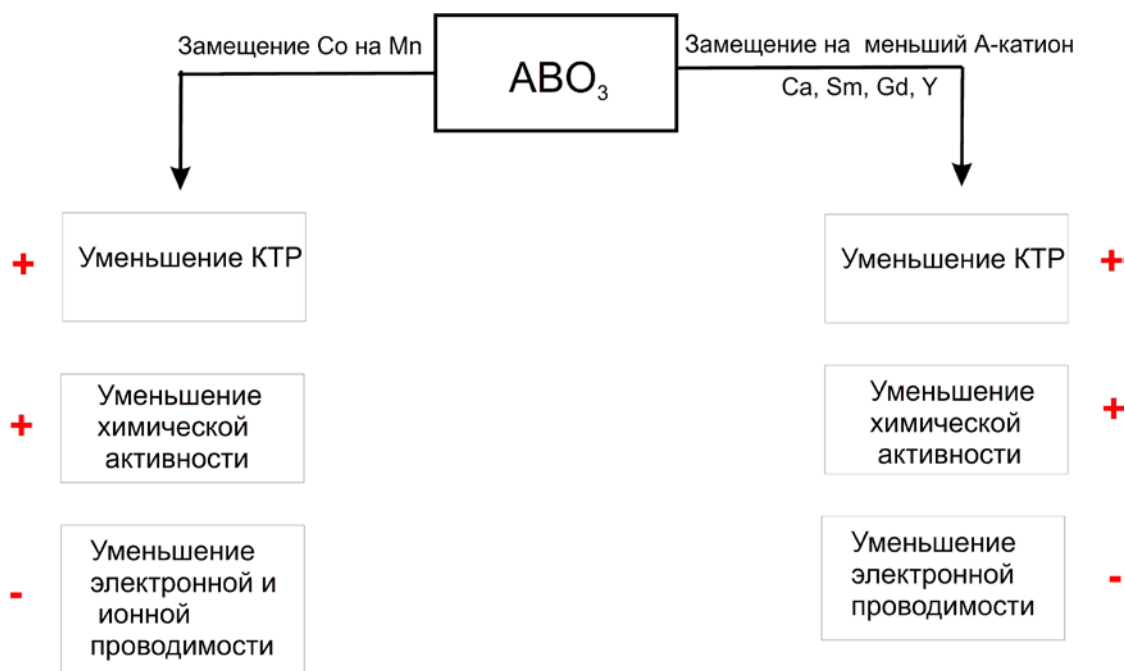 Замещение Co на Mn
ABO₃
Замещение на меньший А-катион
Ca, Sm, Gd, Y
+
Уменьшение КТР
Уменьшение КТР
+
+
Уменьшение
химической
активности
Уменьшение
химической
активности
+
-
Уменьшение
электронной и
ионной
проводимости
Уменьшение
электронной
проводимости
-